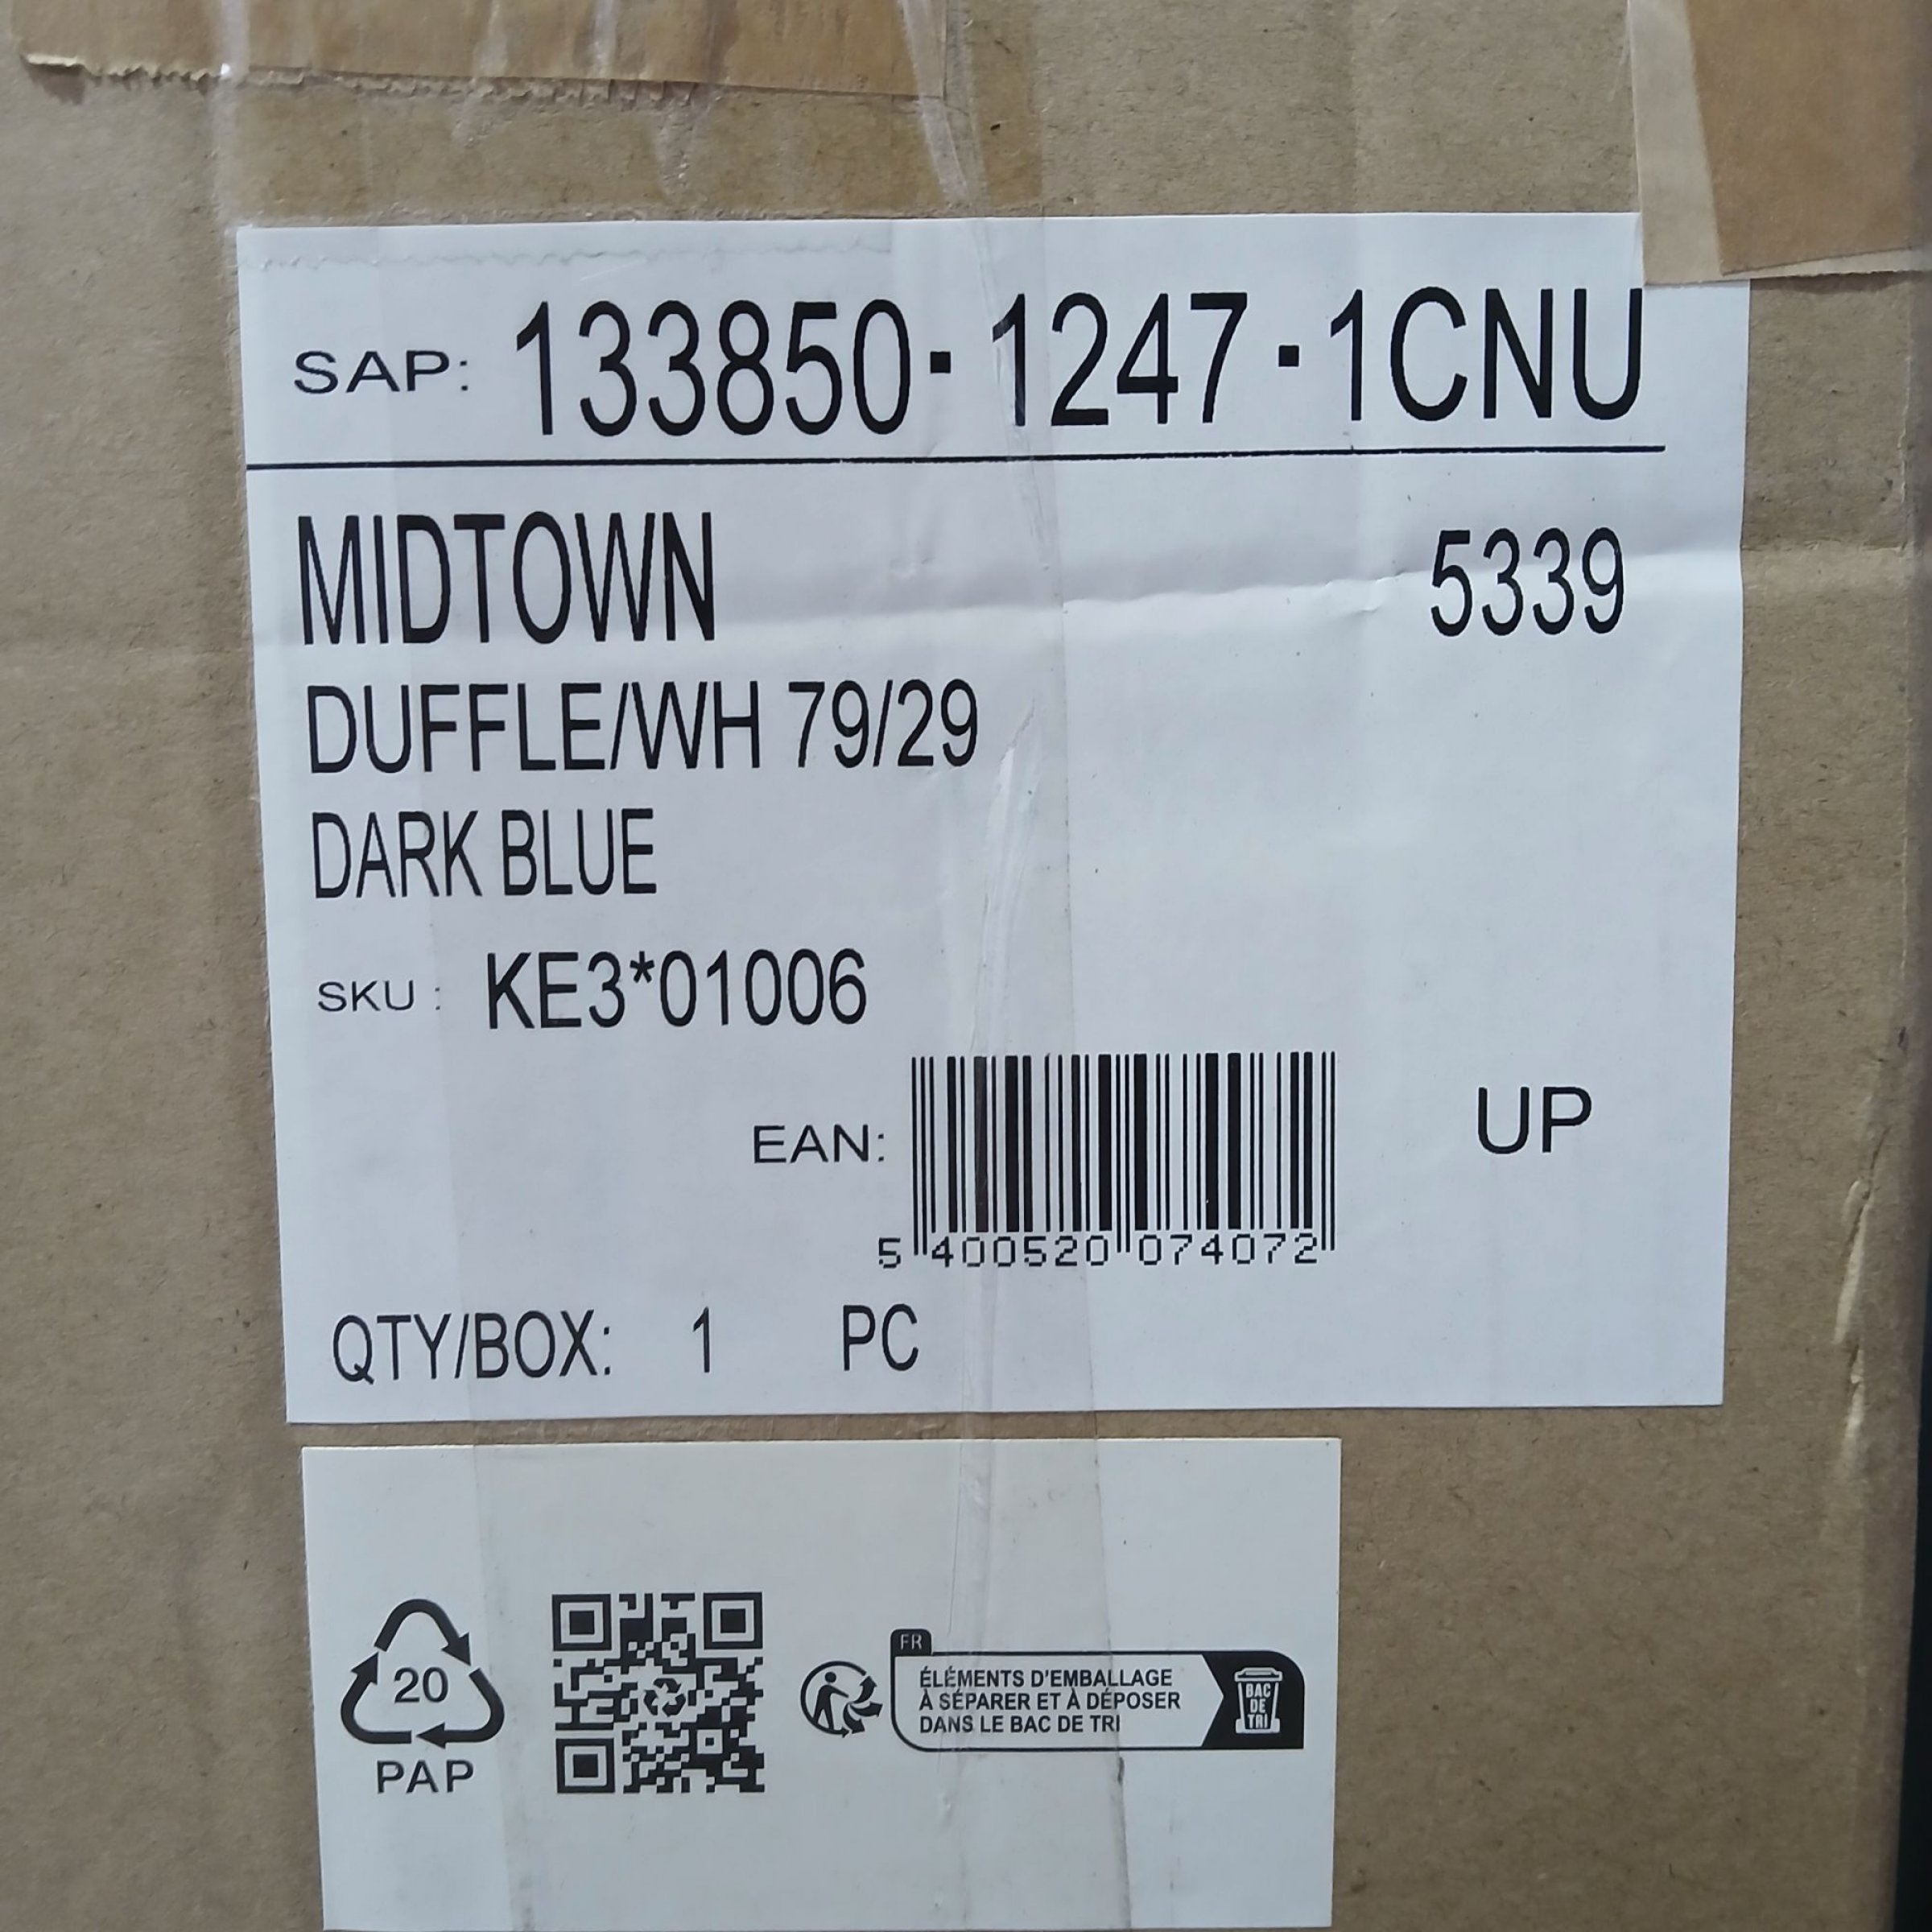 SAP: 133850-1247-1CNU
MIDTOWN 5339
DUFFLE/WH 79/29
DARK BLUE
SKU : KE3*01006
EAN: UP
5 400520 074072
QTY/BOX: 1 PC
20
PAP
FR
ÉLÉMENTS D'EMBALLAGE
À SÉPARER ET À DÉPOSER
DANS LE BAC DE TRI
BAC
DE
TRI